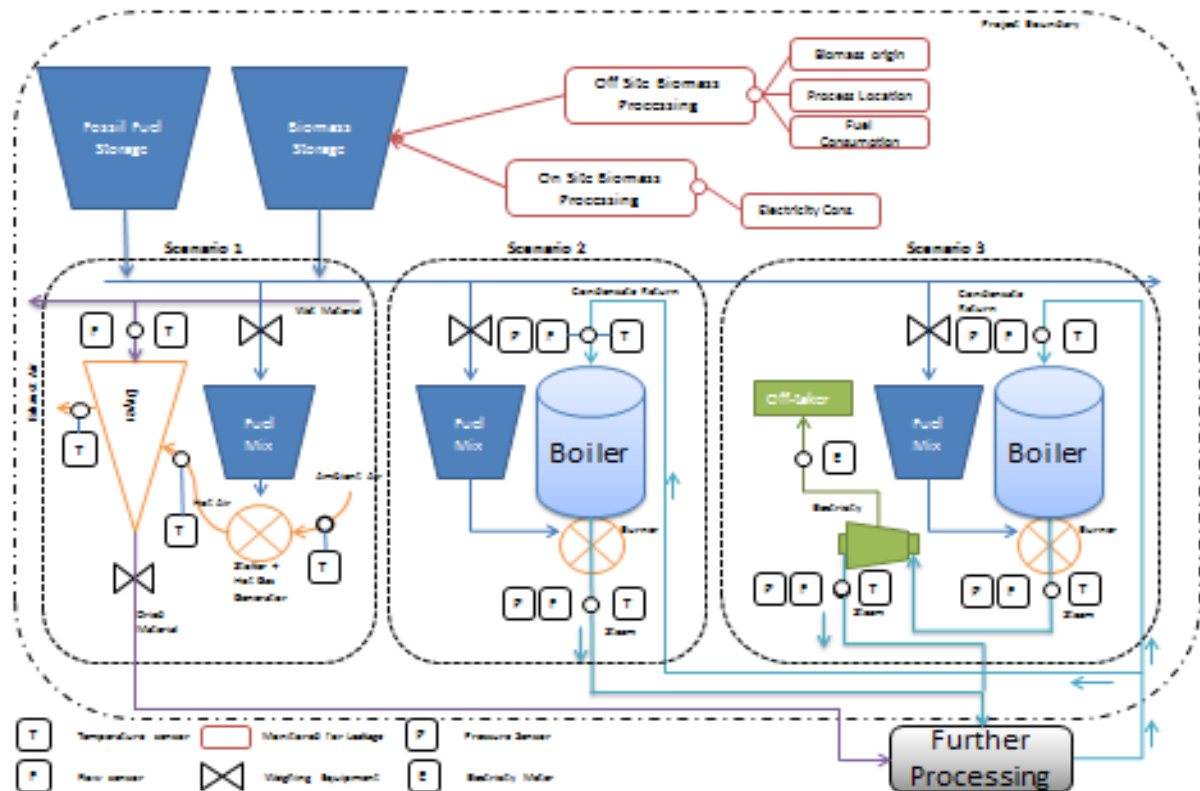 Project Boundary
Fossil Fuel
Storage
Biomass
Storage
Off Site Biomass
Processing
Biomass origin
Process Location
Fuel
Consumption
On Site Biomass
Processing
Electricity Cons.
Scenario 1
Scenario 2
Scenario 3
Wet Material
F
T
Exhaust Air
Dryer
T
Fuel
Mix
Hot Air
T
Ambient Air
T
Stoker +
Hot Gas
Generator
Dried
Material
Condensate Return
P
F
T
Fuel
Mix
Boiler
Burner
P
F
T
Steam
Condensate
Return
P
F
T
Off-taker
E
Electricity
Fuel
Mix
Boiler
Burner
P
F
T
Steam
P
F
T
Steam
T
Temperature sensor
Monitored For Leakage
P
Pressure Sensor
F
Flow sensor
Weighing Equipment
E
Electricity Meter
Further
Processing